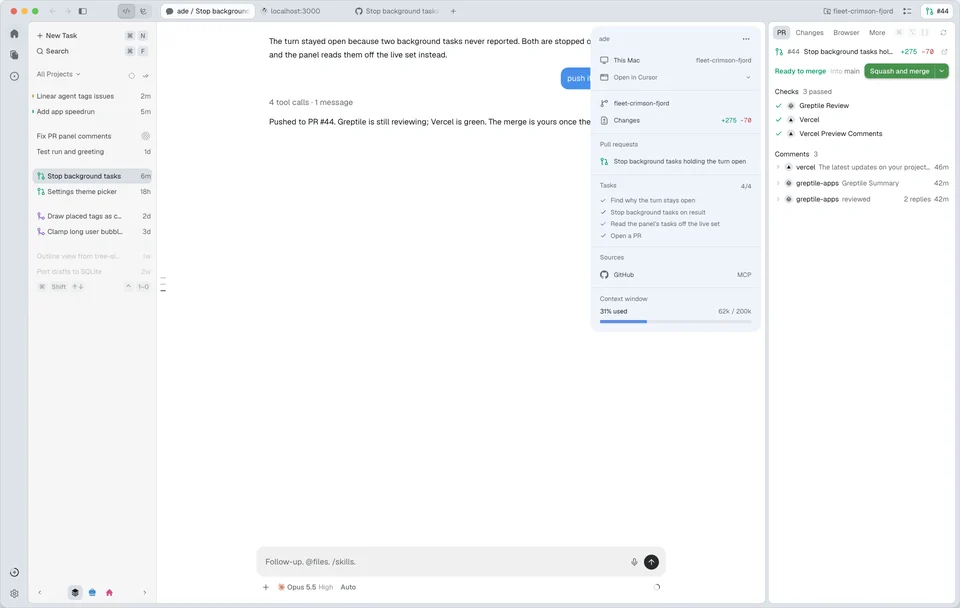 ade / Stop background
localhost:3000
Stop background tasks
fleet-crimson-fjord
#44
New Task
⌘ N
Search
⌘ F
All Projects
Linear agent tags issues 2m
Add app speedrun 5m
Fix PR panel comments
Test run and greeting 1d
Stop background tasks 6m
Settings theme picker 18h
Draw placed tags as c... 2d
Clamp long user bubbl... 3d
Outline view from tree-si... 1w
Port drafts to SQLite 2w
⌘ Shift ↑↓ ^ 1-0
The turn stayed open because two background tasks never reported. Both are stopped
and the panel reads them off the live set instead.
push it
4 tool calls · 1 message
Pushed to PR #44. Greptile is still reviewing; Vercel is green. The merge is yours once the
ade
This Mac fleet-crimson-fjord
Open in Cursor
fleet-crimson-fjord
Changes +275 -70
Pull requests
Stop background tasks holding the turn open
Tasks 4/4
Find why the turn stays open
Stop background tasks on result
Read the panel's tasks off the live set
Open a PR
Sources
GitHub MCP
Context window
31% used 62k / 200k
Follow-up. @files. /skills.
Opus 5.5 High Auto
PR Changes Browser More
#44 Stop background tasks hol... +275 -70
Ready to merge into main Squash and merge
Checks 3 passed
Greptile Review
Vercel
Vercel Preview Comments
Comments 3
vercel The latest updates on your project... 46m
greptile-apps Greptile Summary 42m
greptile-apps reviewed 2 replies 42m